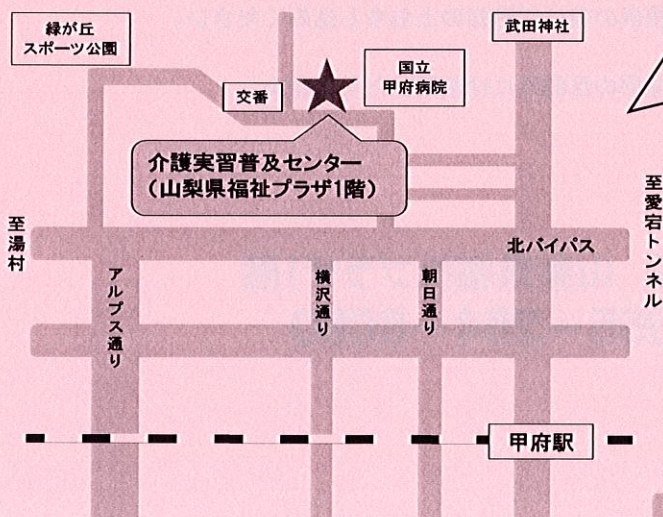 緑が丘
スポーツ公園
武田神社
国立
甲府病院
交番
介護実習普及センター
(山梨県福祉プラザ1階)
至湯村
至愛宕トンネル
北バイパス
アルプス通り
横沢通り
朝日通り
甲府駅